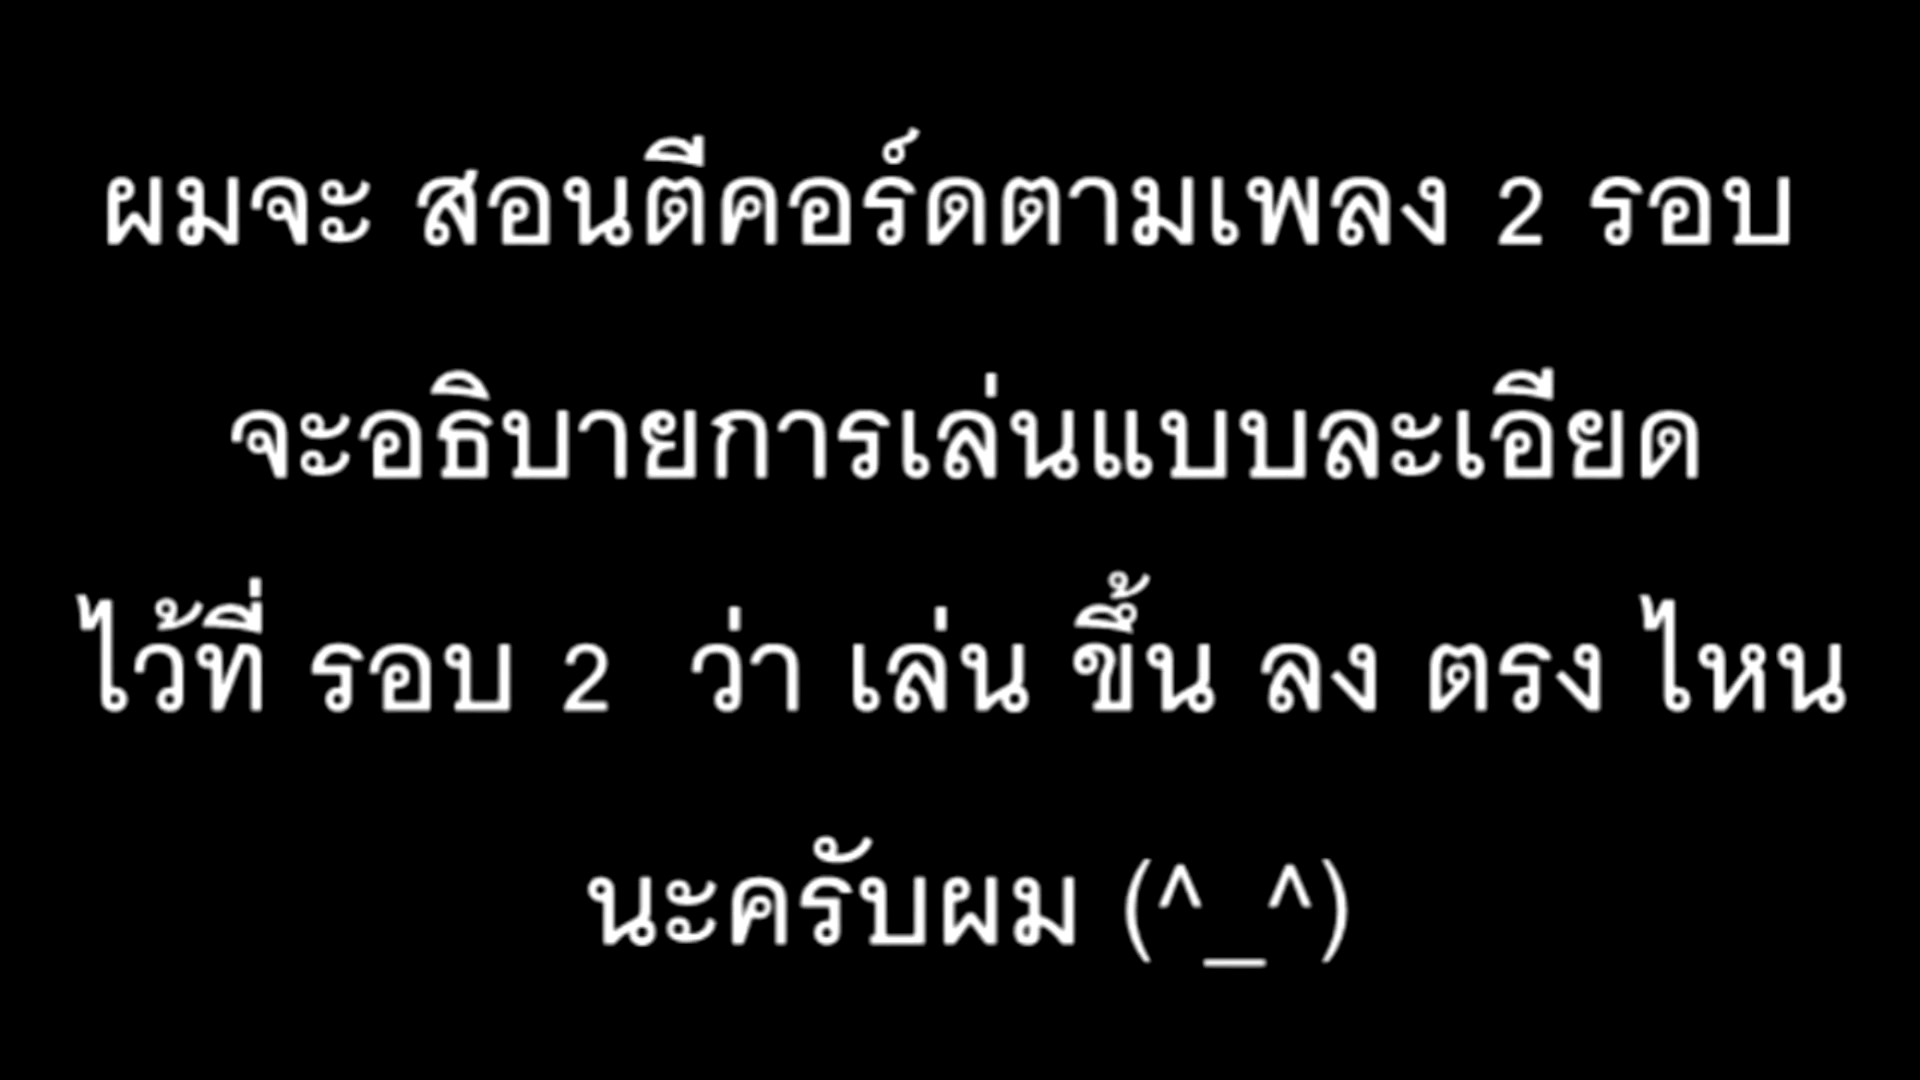 ผมจะ สอนตีคอร์ดตามเพลง 2 รอบ
จะอธิบายการเล่นแบบละเอียด
ไว้ที่ รอบ 2 ว่า เล่น ขึ้น ลง ตรง ไหน
นะครับผม (^_^)